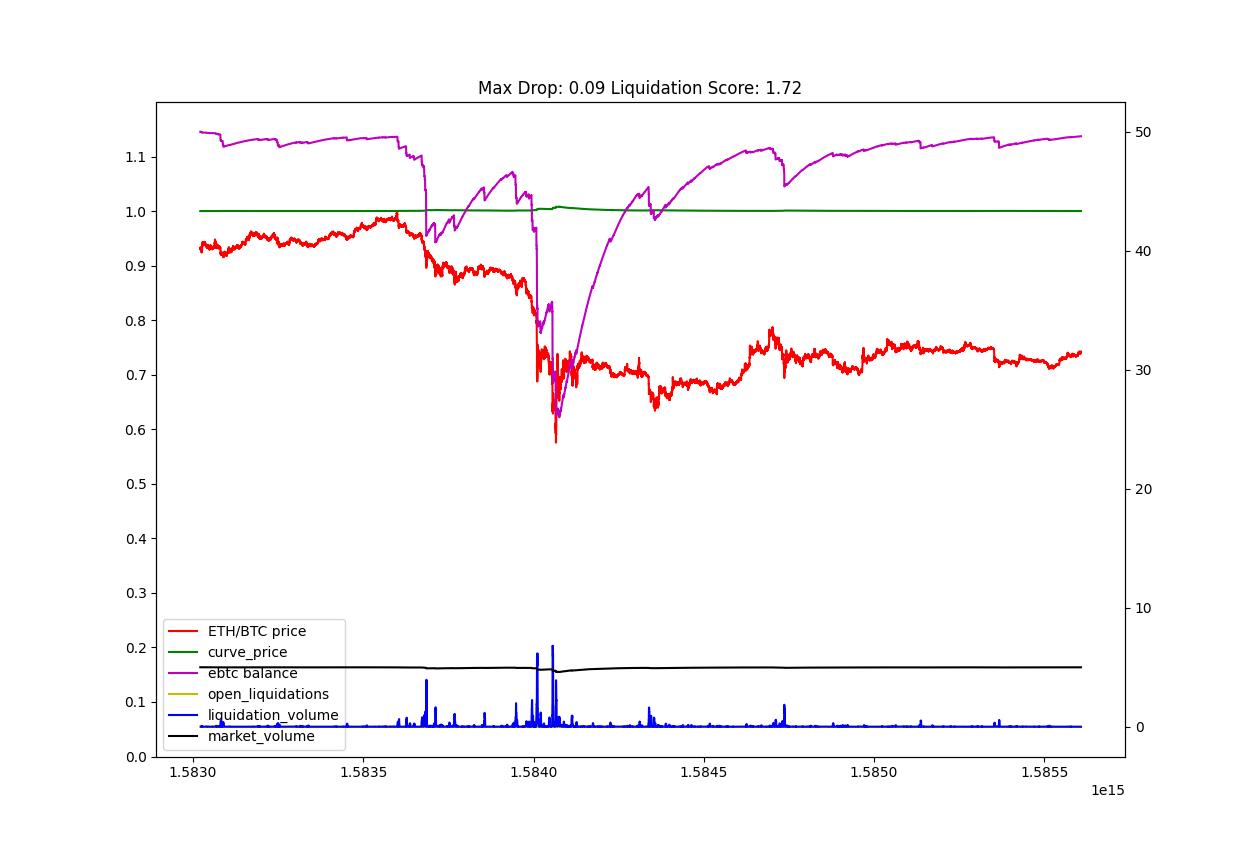 Max Drop: 0.09 Liquidation Score: 1.72
1.1
1.0
0.9
0.8
0.7
0.6
0.5
0.4
0.3
0.2
0.1
0.0
50
40
30
20
10
0
ETH/BTC price
curve_price
ebtc balance
open_liquidations
liquidation_volume
market_volume
1.5830 1.5835 1.5840 1.5845 1.5850 1.5855
1e15